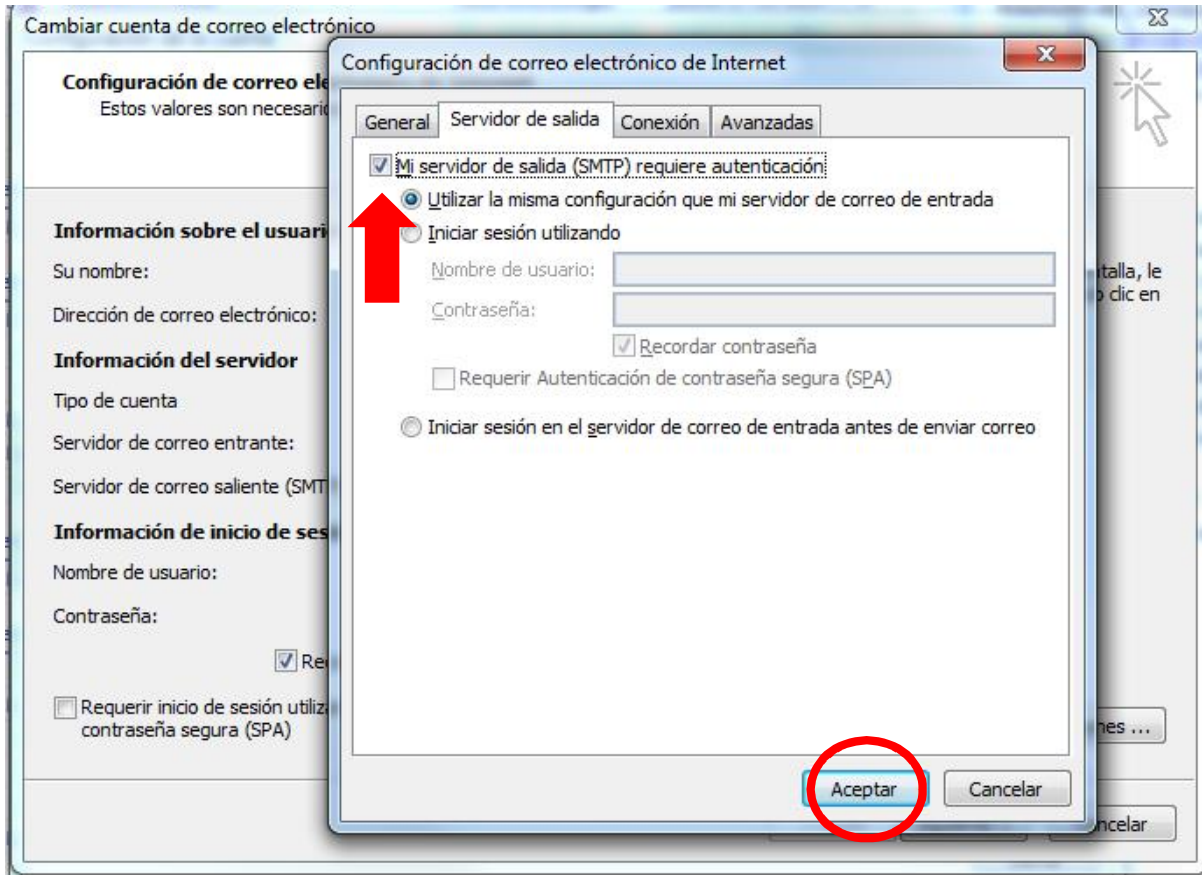 Cambiar cuenta de correo electrónico
Configuración de correo ele
Estos valores son necesario
Información sobre el usuari
Su nombre:
Dirección de correo electrónico:
Información del servidor
Tipo de cuenta
Servidor de correo entrante:
Servidor de correo saliente (SMT
Información de inicio de ses
Nombre de usuario:
Contraseña:
Requerir inicio de sesión utiliz
contraseña segura (SPA)
Configuración de correo electrónico de Internet
General Servidor de salida Conexión Avanzadas
Mi servidor de salida (SMTP) requiere autenticación
Utilizar la misma configuración que mi servidor de correo de entrada
Iniciar sesión utilizando
Nombre de usuario:
Contraseña:
Recordar contraseña
Requerir Autenticación de contraseña segura (SPA)
Iniciar sesión en el servidor de correo de entrada antes de enviar correo
Aceptar Cancelar
talla, le
clic en
nes ...
ncelar